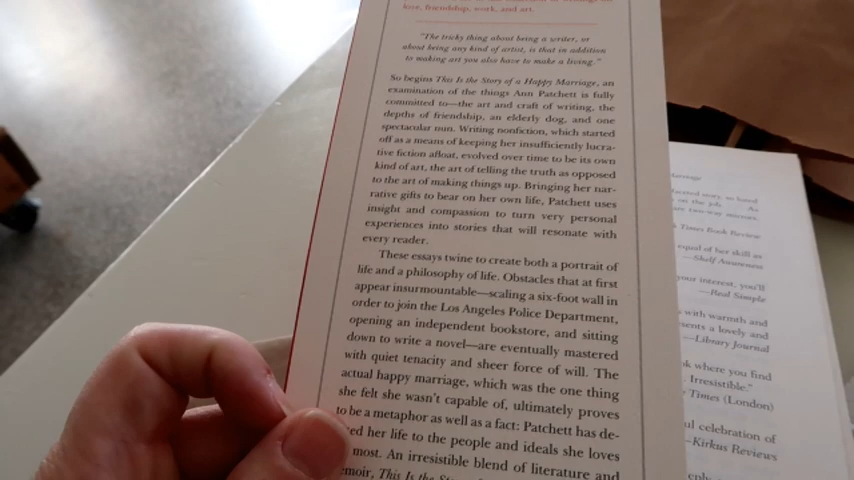 love, friendship, work, and art.
"The tricky thing about being a writer, or
about being any kind of artist, is that in addition
to making art you also have to make a living."
So begins This Is the Story of a Happy Marriage, an
examination of the things Ann Patchett is fully
committed to—the art and craft of writing, the
depths of friendship, an elderly dog, and one
spectacular nun. Writing nonfiction, which started
off as a means of keeping her insufficiently lucra-
tive fiction afloat, evolved over time to be its own
kind of art, the art of telling the truth as opposed
to the art of making things up. Bringing her nar-
rative gifts to bear on her own life, Patchett uses
insight and compassion to turn very personal
experiences into stories that will resonate with
every reader.
These essays twine to create both a portrait of
life and a philosophy of life. Obstacles that at first
appear insurmountable—scaling a six-foot wall in
order to join the Los Angeles Police Department,
opening an independent bookstore, and sitting
down to write a novel—are eventually mastered
with quiet tenacity and sheer force of will. The
actual happy marriage, which was the one thing
she felt she wasn't capable of, ultimately proves
to be a metaphor as well as a fact: Patchett has de-
ed her life to the people and ideals she loves
most. An irresistible blend of literature and
emoir, This Is the
faceted story, so
on the job. As
are two-way mirrors,
Times Book Review
equal of her skill as
—Shelf Awareness
your interest, you'll
—Real Simple
with warmth and
sents a lovely and
—Library Journal
k where you find
Irresistible."
Times (London)
ul celebration of
—Kirkus Reviews